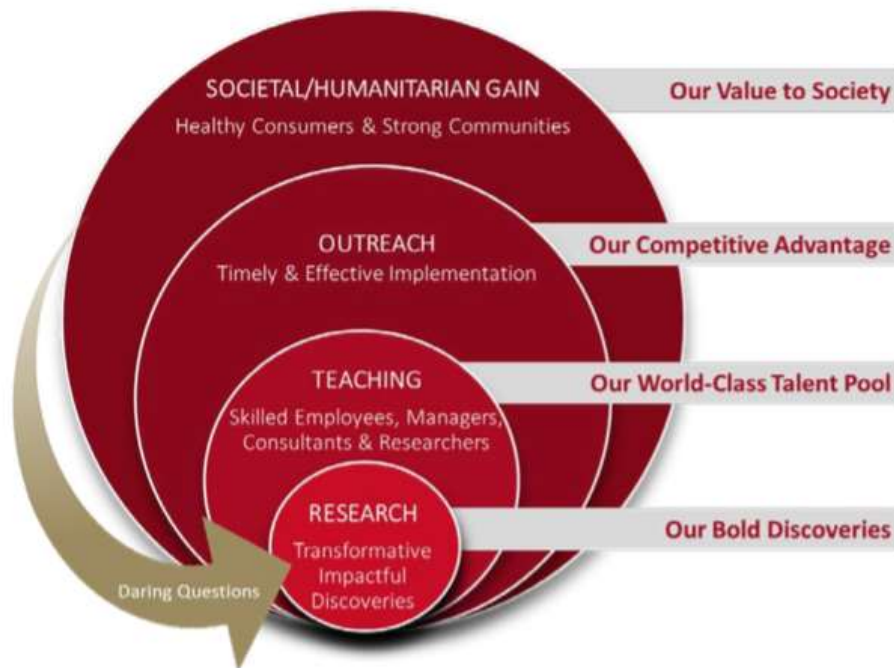 SOCIETAL/HUMANITARIAN GAIN
Healthy Consumers & Strong Communities
Our Value to Society
OUTREACH
Timely & Effective Implementation
Our Competitive Advantage
TEACHING
Skilled Employees, Managers,
Consultants & Researchers
Our World-Class Talent Pool
RESEARCH
Transformative
Impactful
Discoveries
Our Bold Discoveries
Daring Questions